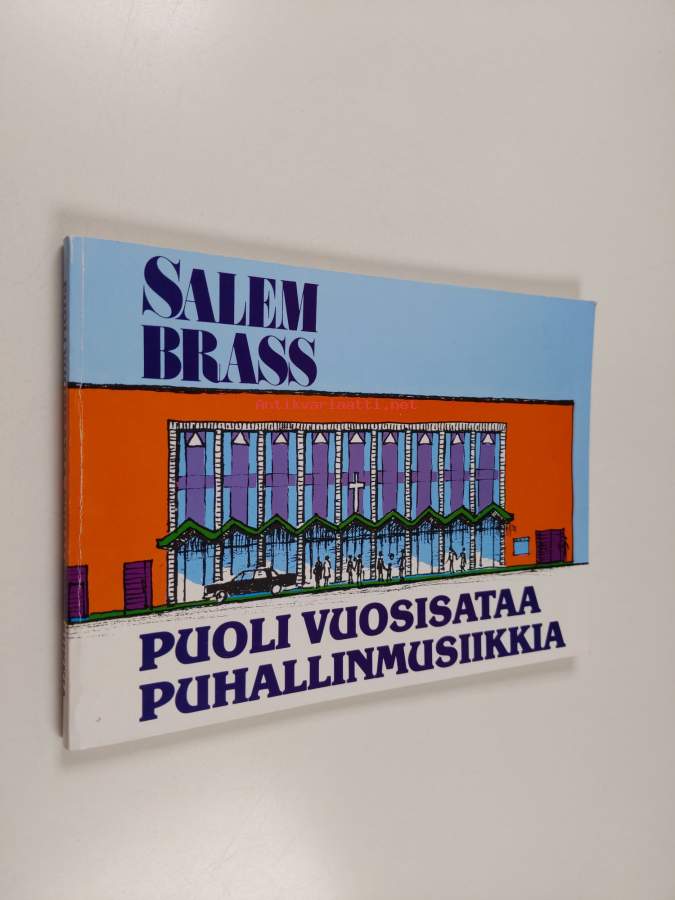 SALEM
BRASS
Antikvariaatti.net
PUOLI VUOSISATAA
PUHALLINMUSIIKKIA